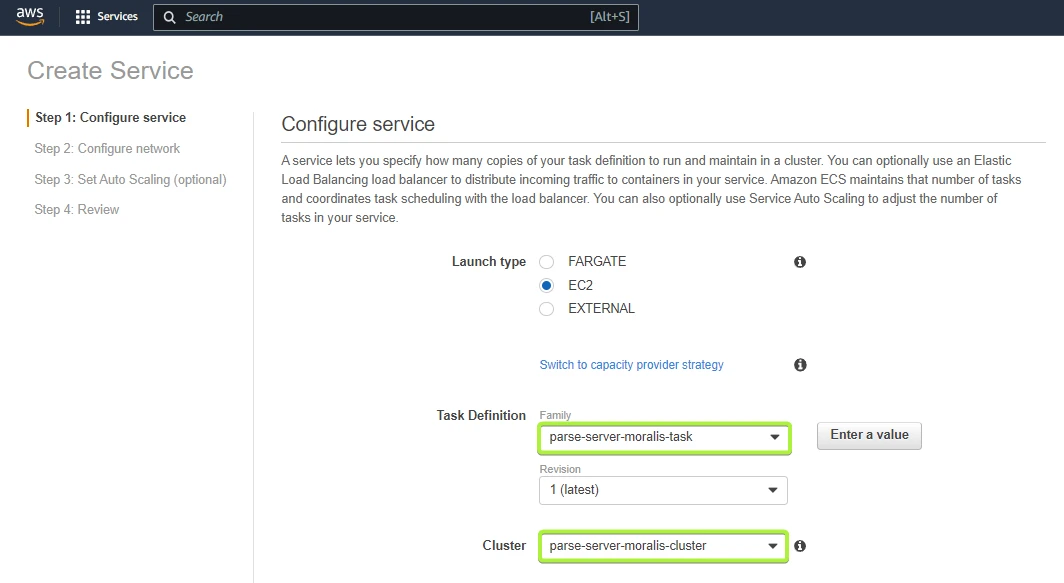 aws Services Search [Alt+S]
Create Service
Step 1: Configure service
Step 2: Configure network
Step 3: Set Auto Scaling (optional)
Step 4: Review
Configure service
A service lets you specify how many copies of your task definition to run and maintain in a cluster. You can optionally use an Elastic
Load Balancing load balancer to distribute incoming traffic to containers in your service. Amazon ECS maintains that number of tasks
and coordinates task scheduling with the load balancer. You can also optionally use Service Auto Scaling to adjust the number of
tasks in your service.
Launch type FARGATE
EC2
EXTERNAL
Switch to capacity provider strategy
Task Definition Family
parse-server-moralis-task Enter a value
Revision
1 (latest)
Cluster parse-server-moralis-cluster